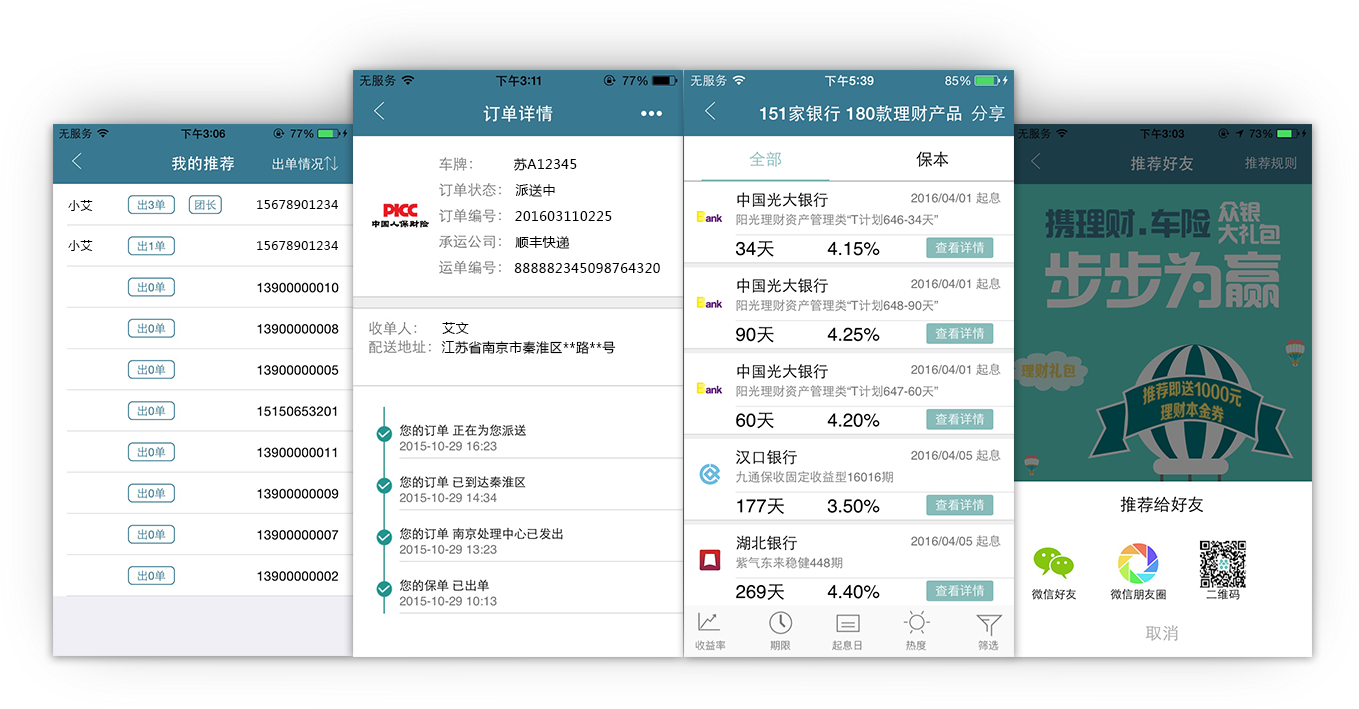 无服务 下午3:06 77%
我的推荐 出单情况
小艾 出3单 团长 15678901234
小艾 出1单 15678901234
出0单 13900000010
出0单 13900000008
出0单 13900000005
出0单 15150653201
出0单 13900000011
出0单 13900000009
出0单 13900000007
出0单 13900000002
无服务 下午3:11 77%
订单详情
PICC
中国人保财险
车牌： 苏A12345
订单状态： 派送中
订单编号： 201603110225
承运公司： 顺丰快递
运单编号： 888882345098764320
收单人： 艾文
配送地址： 江苏省南京市秦淮区**路**号
您的订单 正在为您派送
2015-10-29 16:23
您的订单 已到达秦淮区
2015-10-29 14:34
您的订单 南京处理中心已发出
2015-10-29 13:23
您的保单 已出单
2015-10-29 10:13
无服务 下午5:39 85%
151家银行 180款理财产品 分享
全部 保本
Bank
中国光大银行 2016/04/01 起息
阳光理财资产管理类“T计划646-34天”
34天 4.15% 查看详情
Bank
中国光大银行 2016/04/01 起息
阳光理财资产管理类“T计划648-90天”
90天 4.25% 查看详情
Bank
中国光大银行 2016/04/01 起息
阳光理财资产管理类“T计划647-60天”
60天 4.20% 查看详情
汉口银行 2016/04/05 起息
九通保收固定收益型16016期
177天 3.50% 查看详情
湖北银行 2016/04/05 起息
紫气东来稳健448期
269天 4.40% 查看详情
收益率 期限 起息日 热度 筛选
无服务 下午3:03 73%
推荐好友 推荐规则
携理财.车险 众银
大礼包
步步为赢
理财礼包
推荐即送1000元
理财本金券
推荐给好友
微信好友 微信朋友圈 二维码
取消